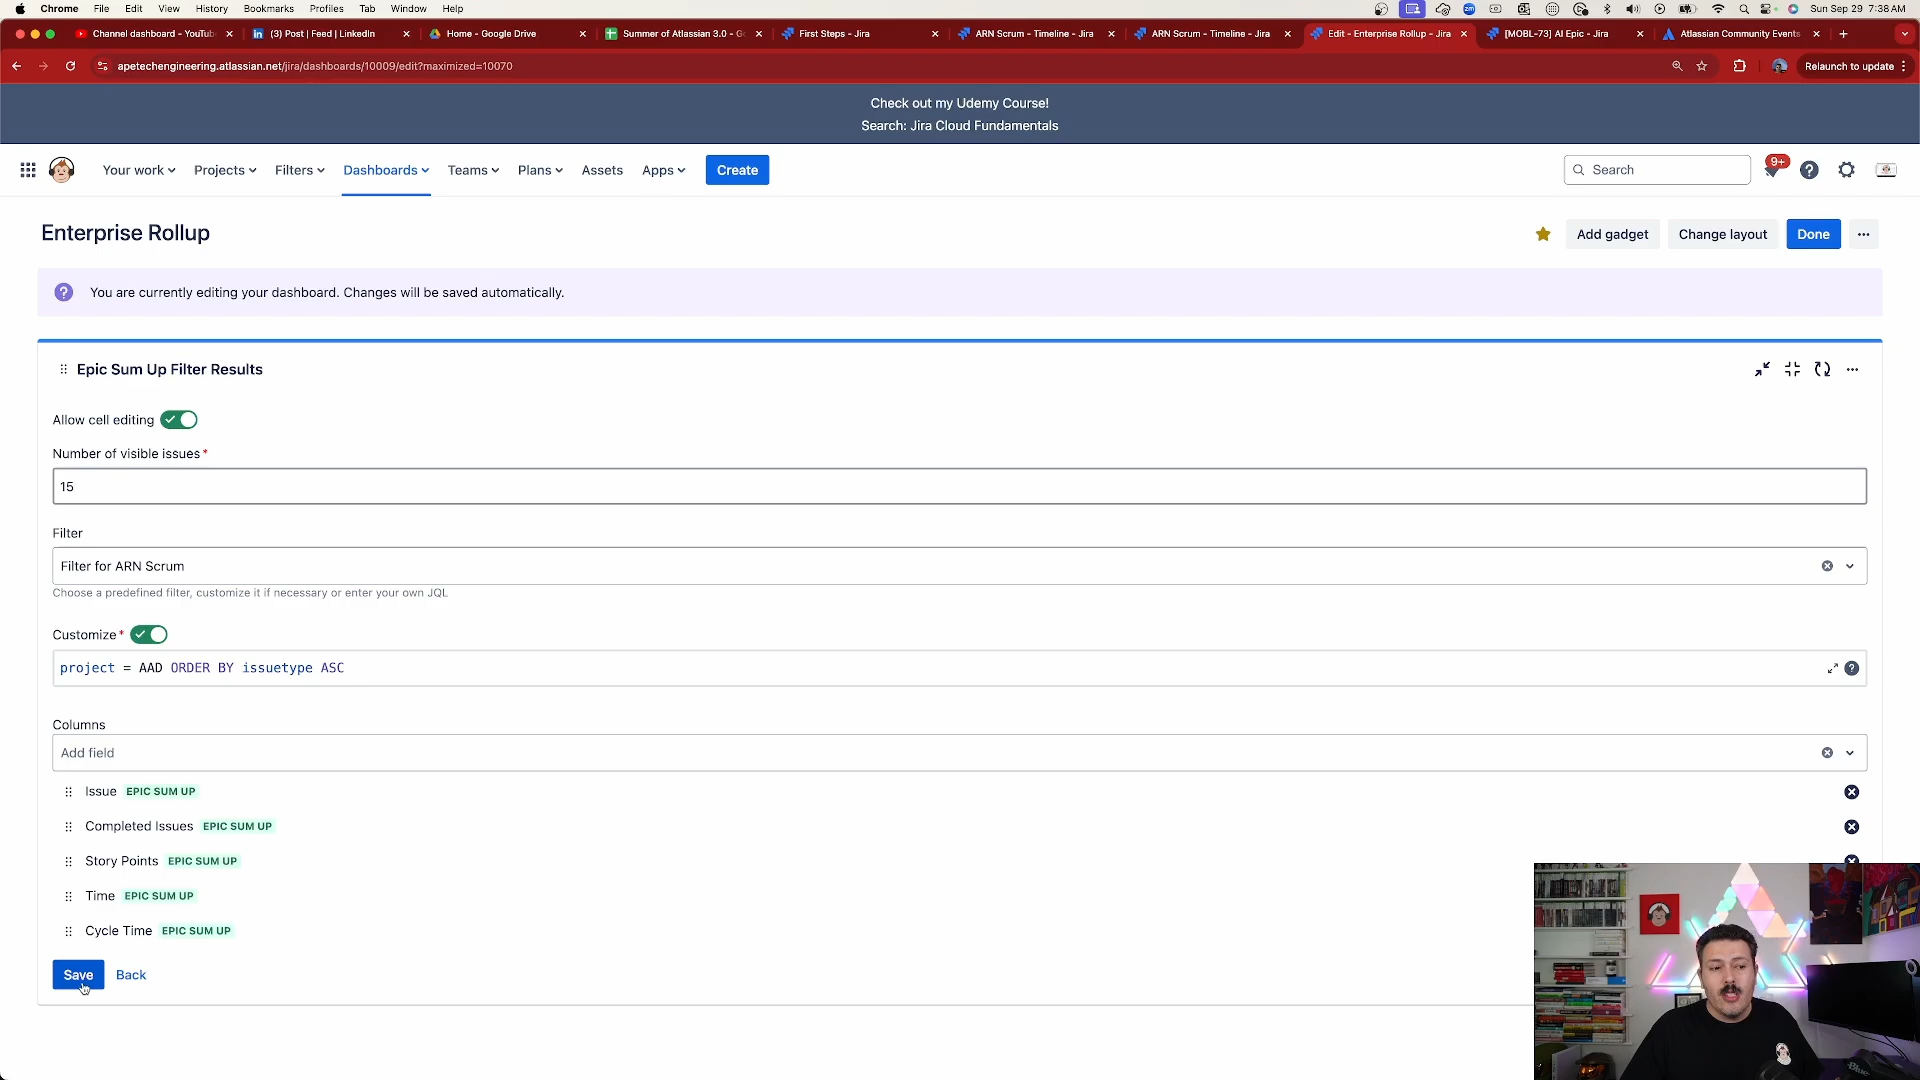 Chrome File Edit View History Bookmarks Profiles Tab Window Help
Sun Sep 29 7:38 AM
Channel dashboard - YouTub
(3) Post | Feed | LinkedIn
Home - Google Drive
Summer of Atlassian 3.0 - G
First Steps - Jira
ARN Scrum - Timeline - Jira
ARN Scrum - Timeline - Jira
Edit - Enterprise Rollup - Jira
[MOBL-73] AI Epic - Jira
Atlassian Community Events
apetechengineering.atlassian.net/jira/dashboards/10009/edit?maximized=10070
Relaunch to update
Check out my Udemy Course!
Search: Jira Cloud Fundamentals
Your work Projects Filters Dashboards Teams Plans Assets Apps Create
Search
9+
Enterprise Rollup
Add gadget Change layout Done
You are currently editing your dashboard. Changes will be saved automatically.
Epic Sum Up Filter Results
Allow cell editing
Number of visible issues *
15
Filter
Filter for ARN Scrum
Choose a predefined filter, customize it if necessary or enter your own JQL
Customize *
project = AAD ORDER BY issuetype ASC
Columns
Add field
Issue EPIC SUM UP
Completed Issues EPIC SUM UP
Story Points EPIC SUM UP
Time EPIC SUM UP
Cycle Time EPIC SUM UP
Save Back